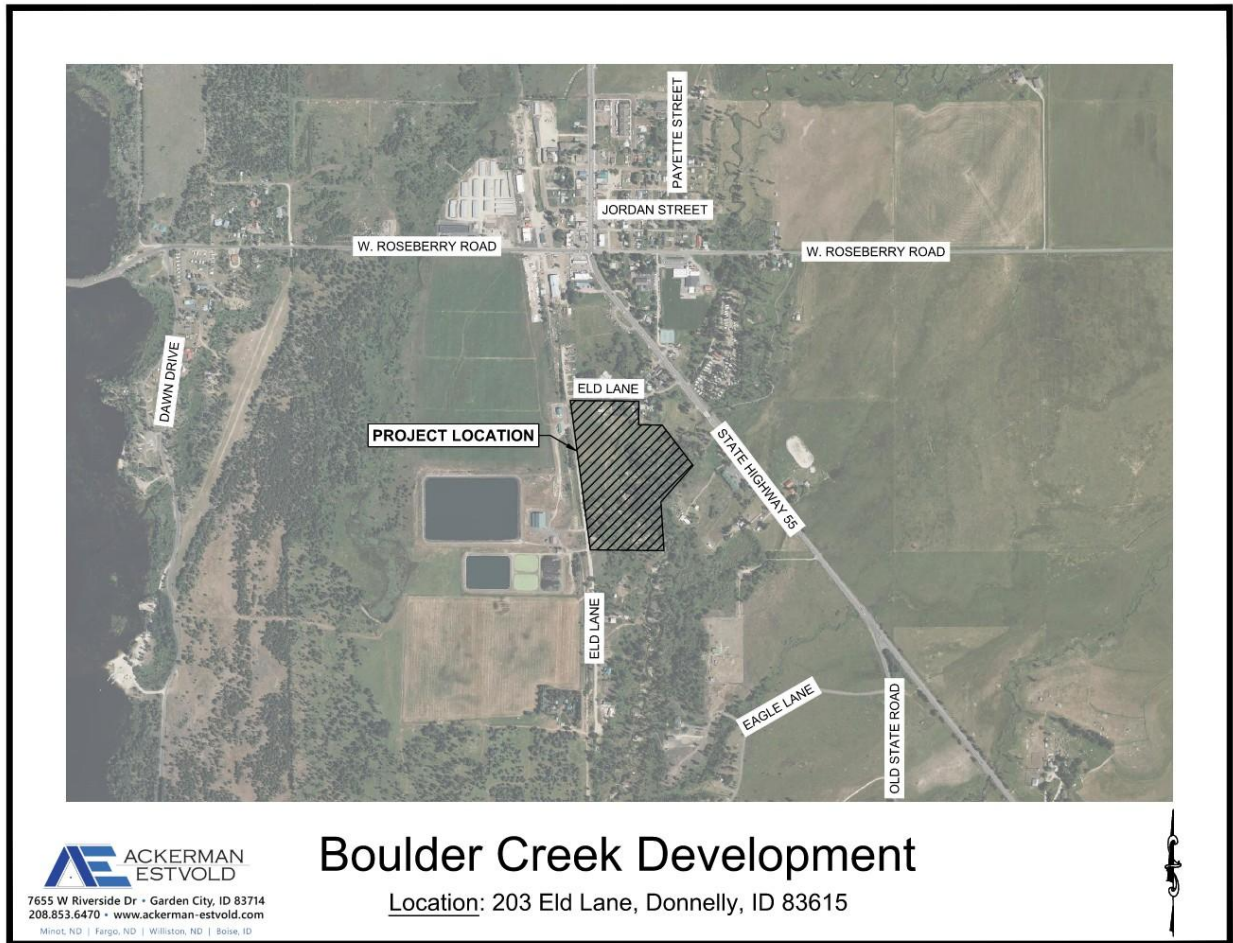 PAYETTE STREET
JORDAN STREET
W. ROSEBERRY ROAD
W. ROSEBERRY ROAD
DAWN DRIVE
ELD LANE
PROJECT LOCATION
STATE HIGHWAY 55
ELD LANE
EAGLE LANE
OLD STATE ROAD
AE ACKERMAN
ESTVOLD
7655 W Riverside Dr • Garden City, ID 83714
208.853.6470 • www.ackerman-estvold.com
Minot, ND | Fargo, ND | Williston, ND | Boise, ID
Boulder Creek Development
Location: 203 Eld Lane, Donnelly, ID 83615